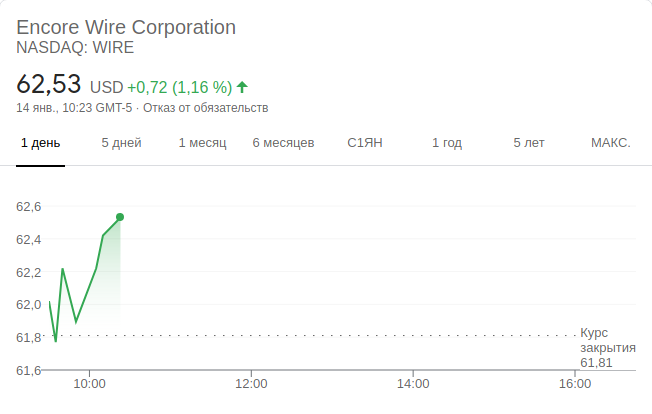 Encore Wire Corporation
NASDAQ: WIRE
62,53 USD +0,72 (1,16 %)
14 янв., 10:23 GMT-5 · Отказ от обязательств
1 день 5 дней 1 месяц 6 месяцев С1ЯН 1 год 5 лет МАКС.
62,6
62,4
62,2
62,0
61,8
61,6
Курс
закрытия
61,81
10:00 12:00 14:00 16:00